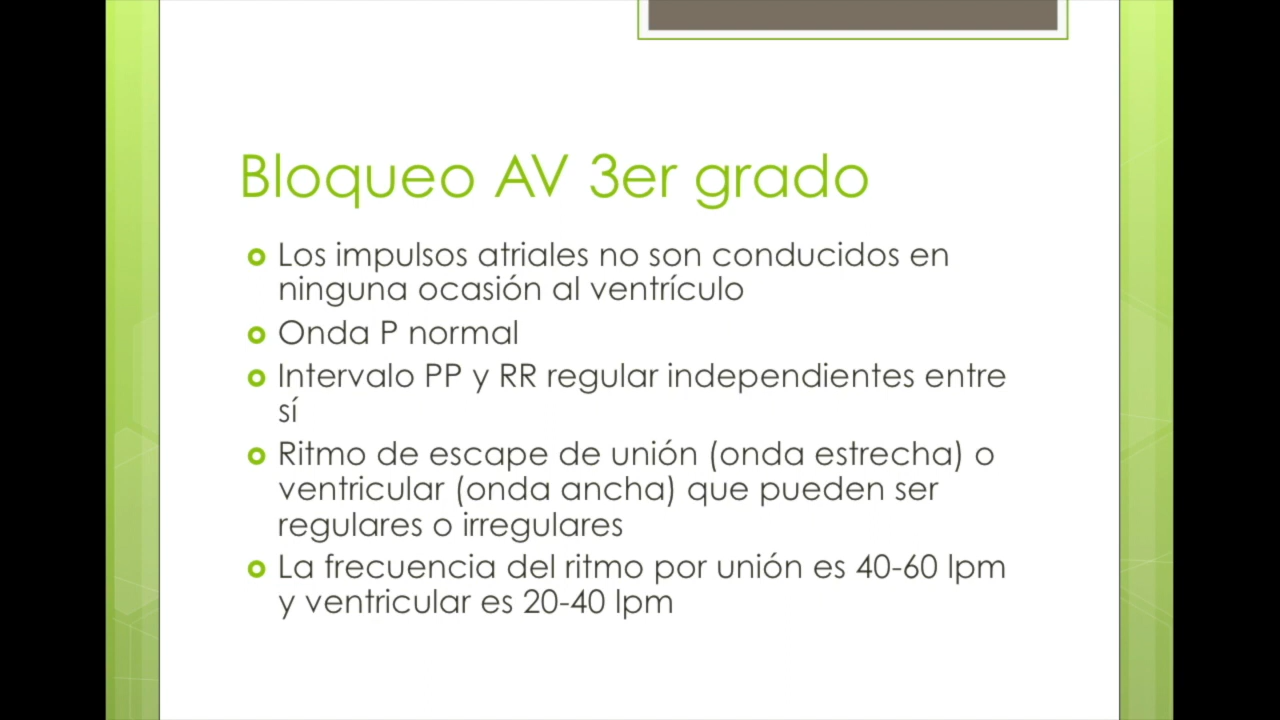 Bloqueo AV 3er grado
Los impulsos atriales no son conducidos en
ninguna ocasión al ventrículo
Onda P normal
Intervalo PP y RR regular independientes entre
sí
Ritmo de escape de unión (onda estrecha) o
ventricular (onda ancha) que pueden ser
regulares o irregulares
La frecuencia del ritmo por unión es 40-60 lpm
y ventricular es 20-40 lpm